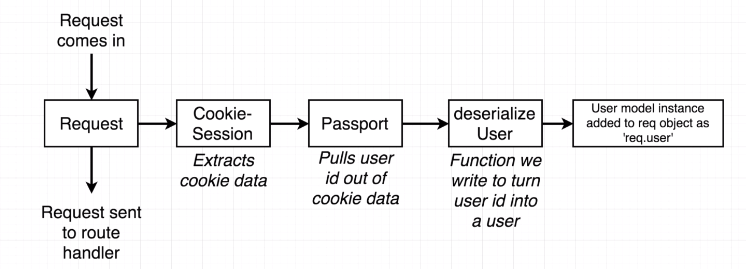 Request
comes in
Request
Cookie-
Session
Passport
deserialize
User
User model instance
added to req object as
'req.user'
Extracts
cookie data
Pulls user
id out of
cookie data
Function we
write to turn
user id into
a user
Request sent
to route
handler